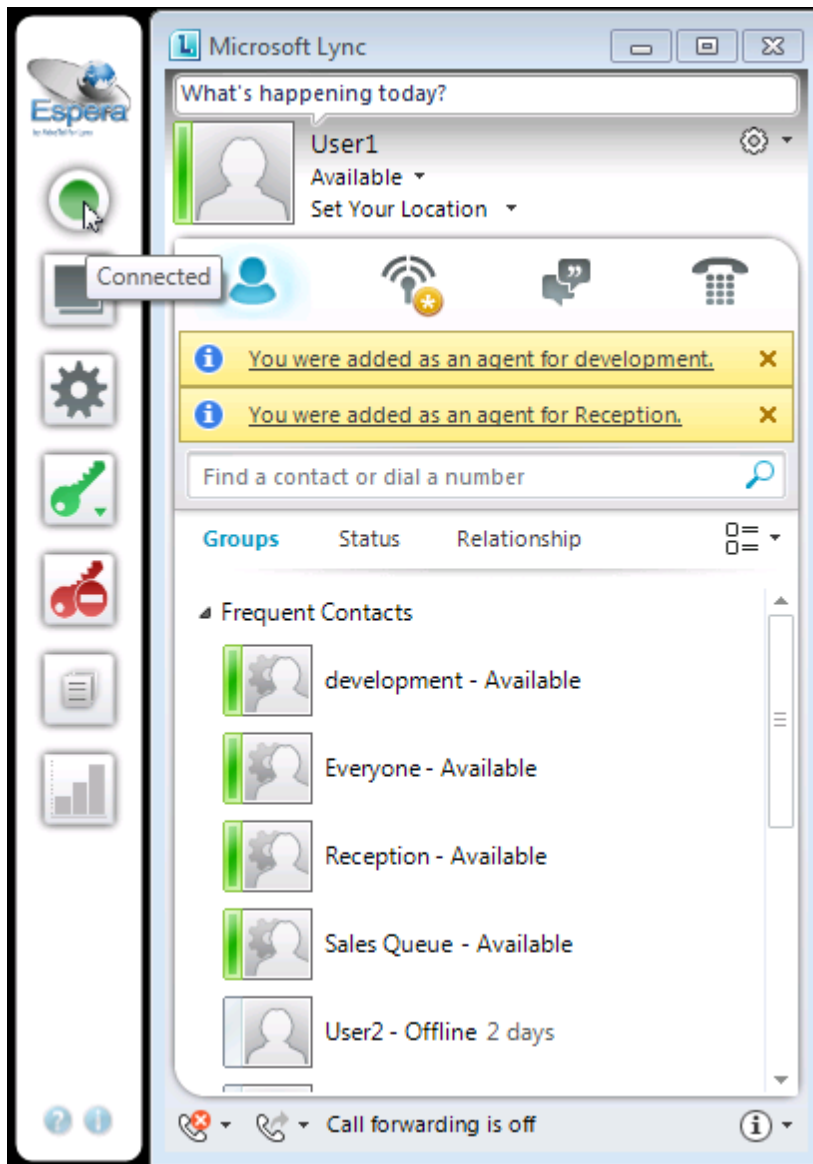 Espera
Connected
Microsoft Lync
What's happening today?
User1
Available
Set Your Location
You were added as an agent for development.
You were added as an agent for Reception.
Find a contact or dial a number
Groups Status Relationship
Frequent Contacts
development - Available
Everyone - Available
Reception - Available
Sales Queue - Available
User2 - Offline 2 days
Call forwarding is off